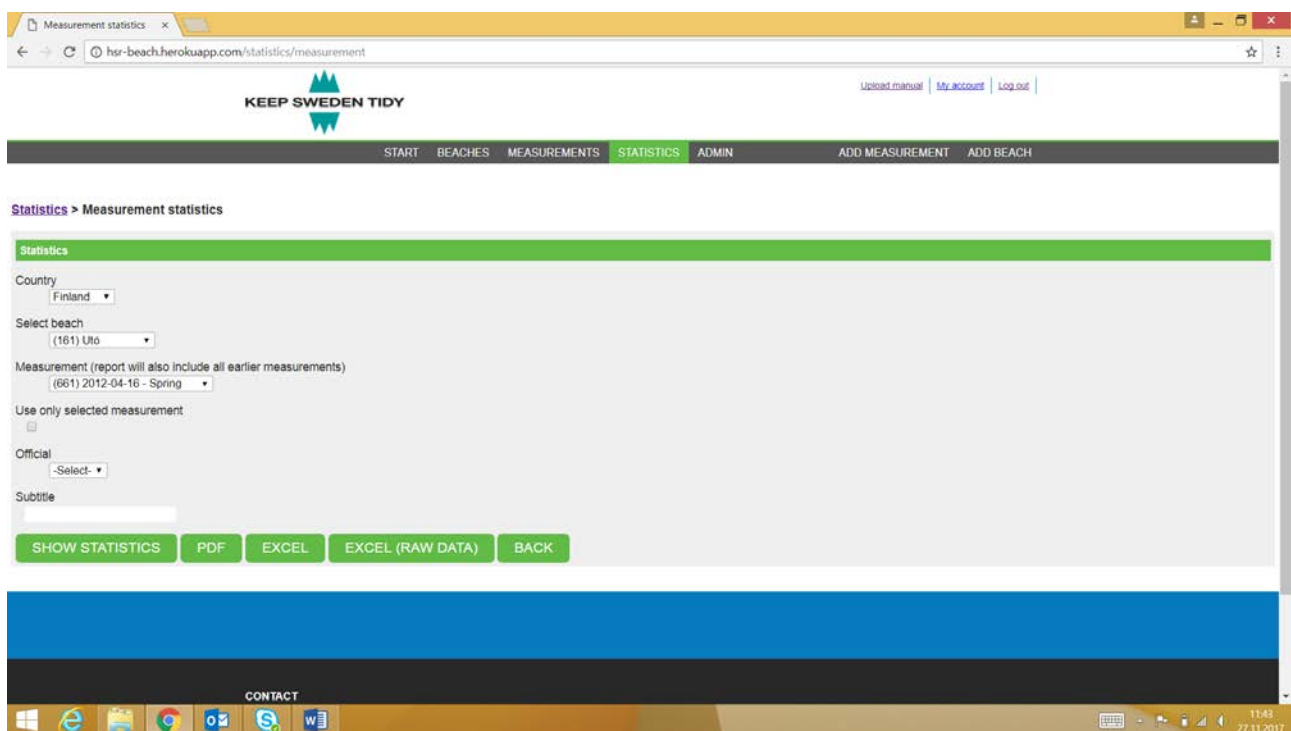 Measurement statistics
hsr-beach.herokuapp.com/statistics/measurement
KEEP SWEDEN TIDY
Upload manual My account Log out
START BEACHES MEASUREMENTS STATISTICS ADMIN ADD MEASUREMENT ADD BEACH
Statistics > Measurement statistics
Statistics
Country
Finland
Select beach
(161) Utö
Measurement (report will also include all earlier measurements)
(661) 2012-04-16 - Spring
Use only selected measurement
Official
-Select-
Subtitle
SHOW STATISTICS PDF EXCEL EXCEL (RAW DATA) BACK
CONTACT
11:43
27.11.2017